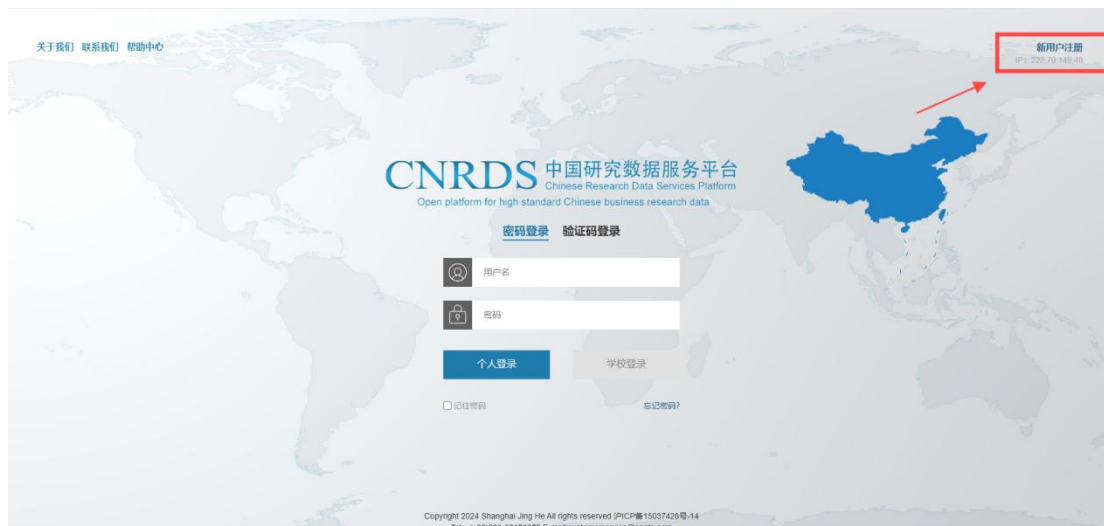 关于我们 联系我们 帮助中心
新用户注册
IP：222.70.149.40
CNRDS 中国研究数据服务平台
Chinese Research Data Services Platform
Open platform for high standard Chinese business research data
密码登录 验证码登录
用户名
密码
个人登录 学校登录
记住密码 忘记密码?
Copyright 2024 Shanghai Jing He All rights reserved 沪ICP备15037428号-14